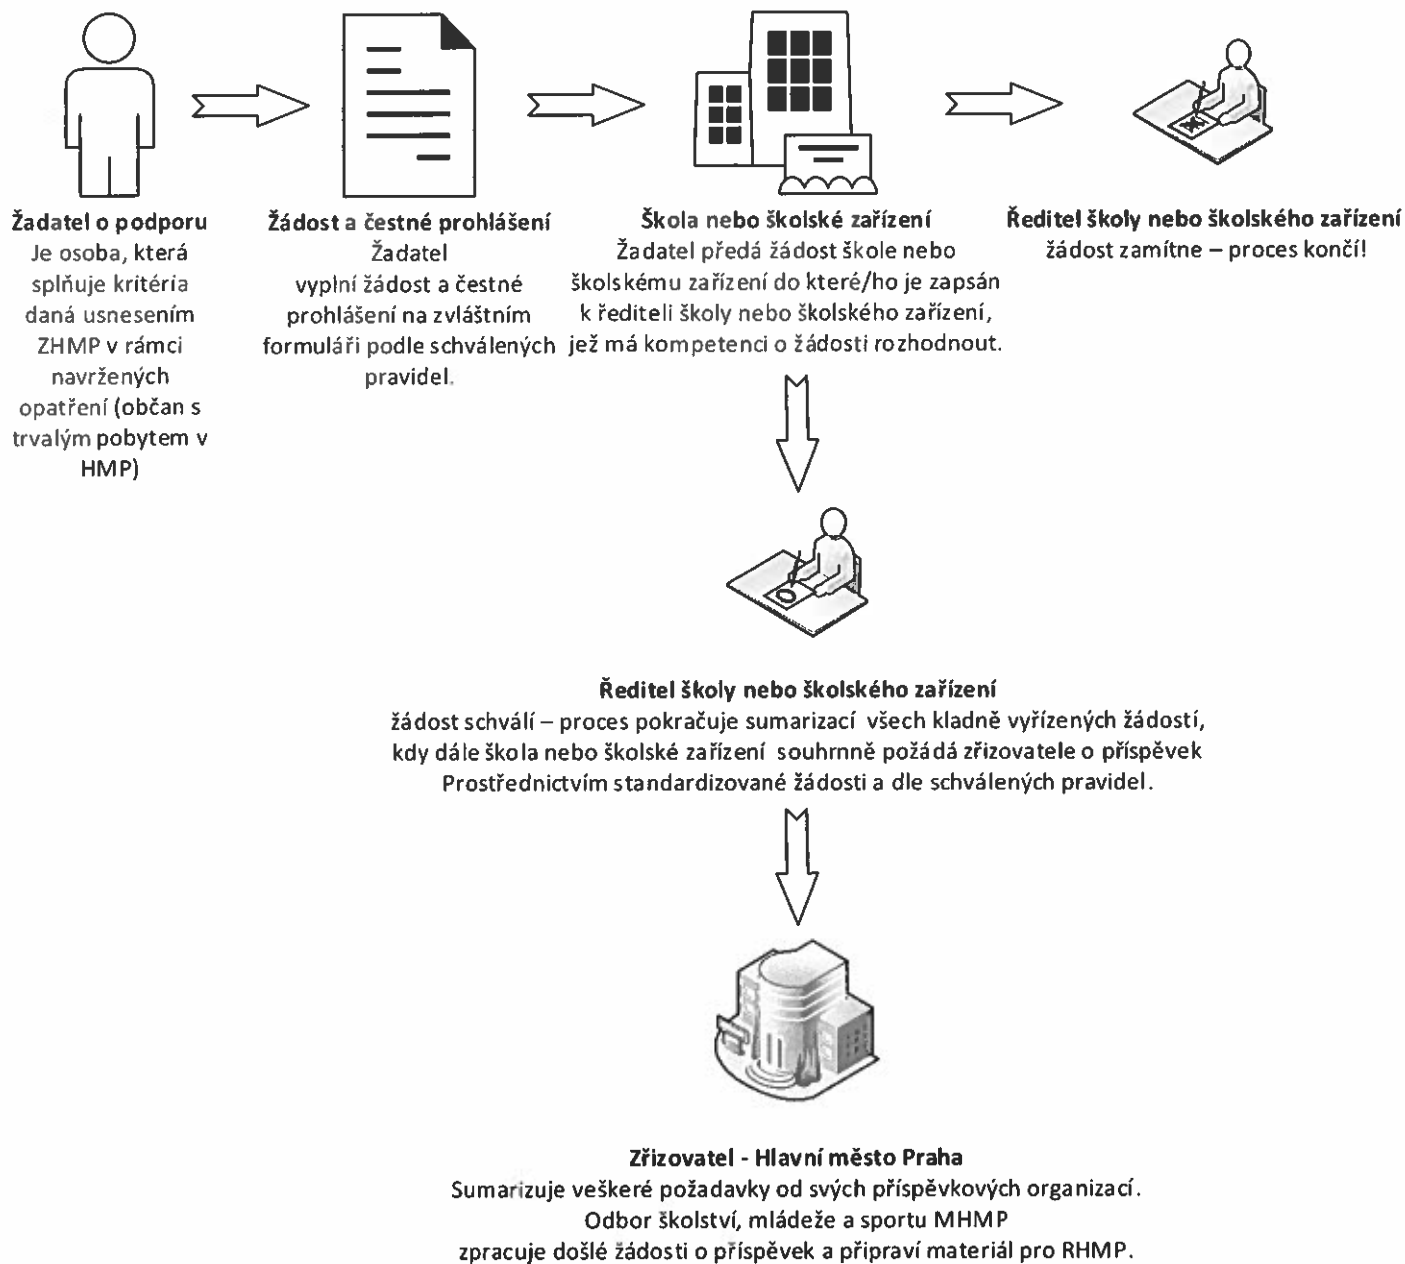 Žadatel o podporu
Je osoba, která
splňuje kritéria
daná usnesením
ZHMP v rámci
navržených
opatření (občan s
trvalým pobytem v
HMP)
Žádost a čestné prohlášení
Žadatel
vyplní žádost a čestné
prohlášení na zvláštním
formuláři podle schválených
pravidel.
Škola nebo školské zařízení
Žadatel předá žádost škole nebo
školskému zařízení do které/ho je zapsán
k řediteli školy nebo školského zařízení,
jež má kompetenci o žádosti rozhodnout.
Ředitel školy nebo školského zařízení
žádost zamítne – proces končí!
Ředitel školy nebo školského zařízení
žádost schválí – proces pokračuje sumarizací všech kladně vyřízených žádostí,
kdy dále škola nebo školské zařízení souhrnně požádá zřizovatele o příspěvek
Prostřednictvím standardizované žádosti a dle schválených pravidel.
Zřizovatel - Hlavní město Praha
Sumarizuje veškeré požadavky od svých příspěvkových organizací.
Odbor školství, mládeže a sportu MHMP
zpracuje došlé žádosti o příspěvek a připraví materiál pro RHMP.